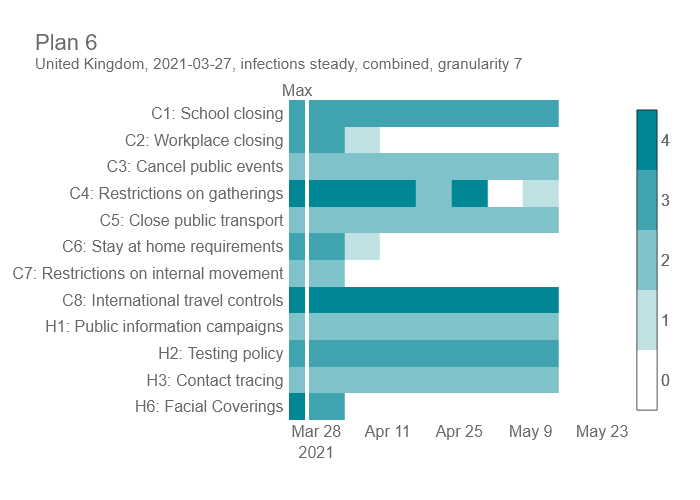 Plan 6
United Kingdom, 2021-03-27, infections steady, combined, granularity 7
Max
C1: School closing
C2: Workplace closing
C3: Cancel public events
C4: Restrictions on gatherings
C5: Close public transport
C6: Stay at home requirements
C7: Restrictions on internal movement
C8: International travel controls
H1: Public information campaigns
H2: Testing policy
H3: Contact tracing
H6: Facial Coverings
Mar 28 Apr 11 Apr 25 May 9 May 23
2021
4
3
2
1
0